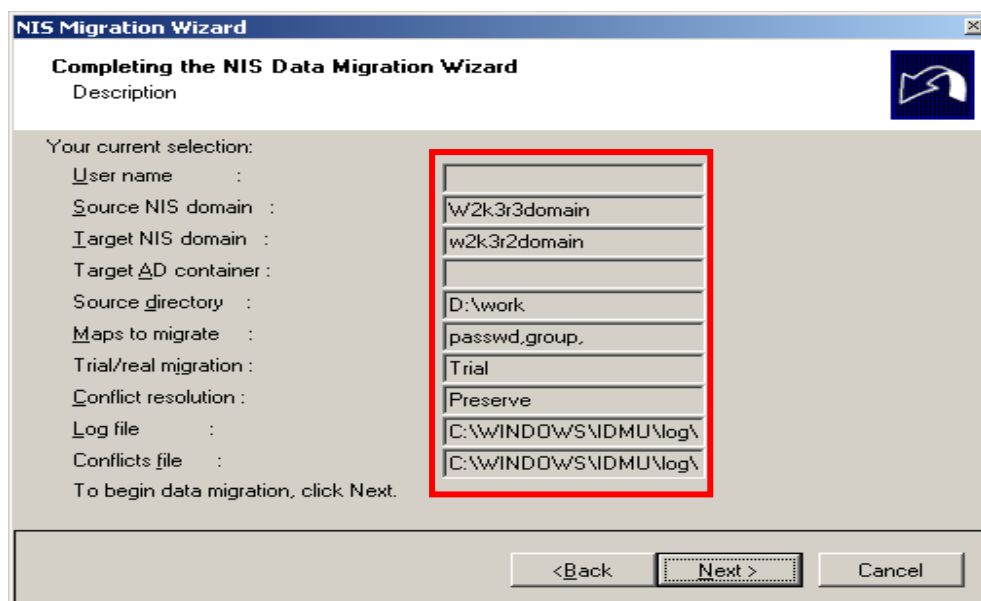 NIS Migration Wizard
Completing the NIS Data Migration Wizard
Description
Your current selection:
User name :
Source NIS domain : W2k3r3domain
Target NIS domain : w2k3r2domain
Target AD container :
Source directory : D:\work
Maps to migrate : passwd,group,
Trial/real migration : Trial
Conflict resolution : Preserve
Log file : C:\WINDOWS\IDMU\log\
Conflicts file : C:\WINDOWS\IDMU\log\
To begin data migration, click Next.
<Back Next > Cancel